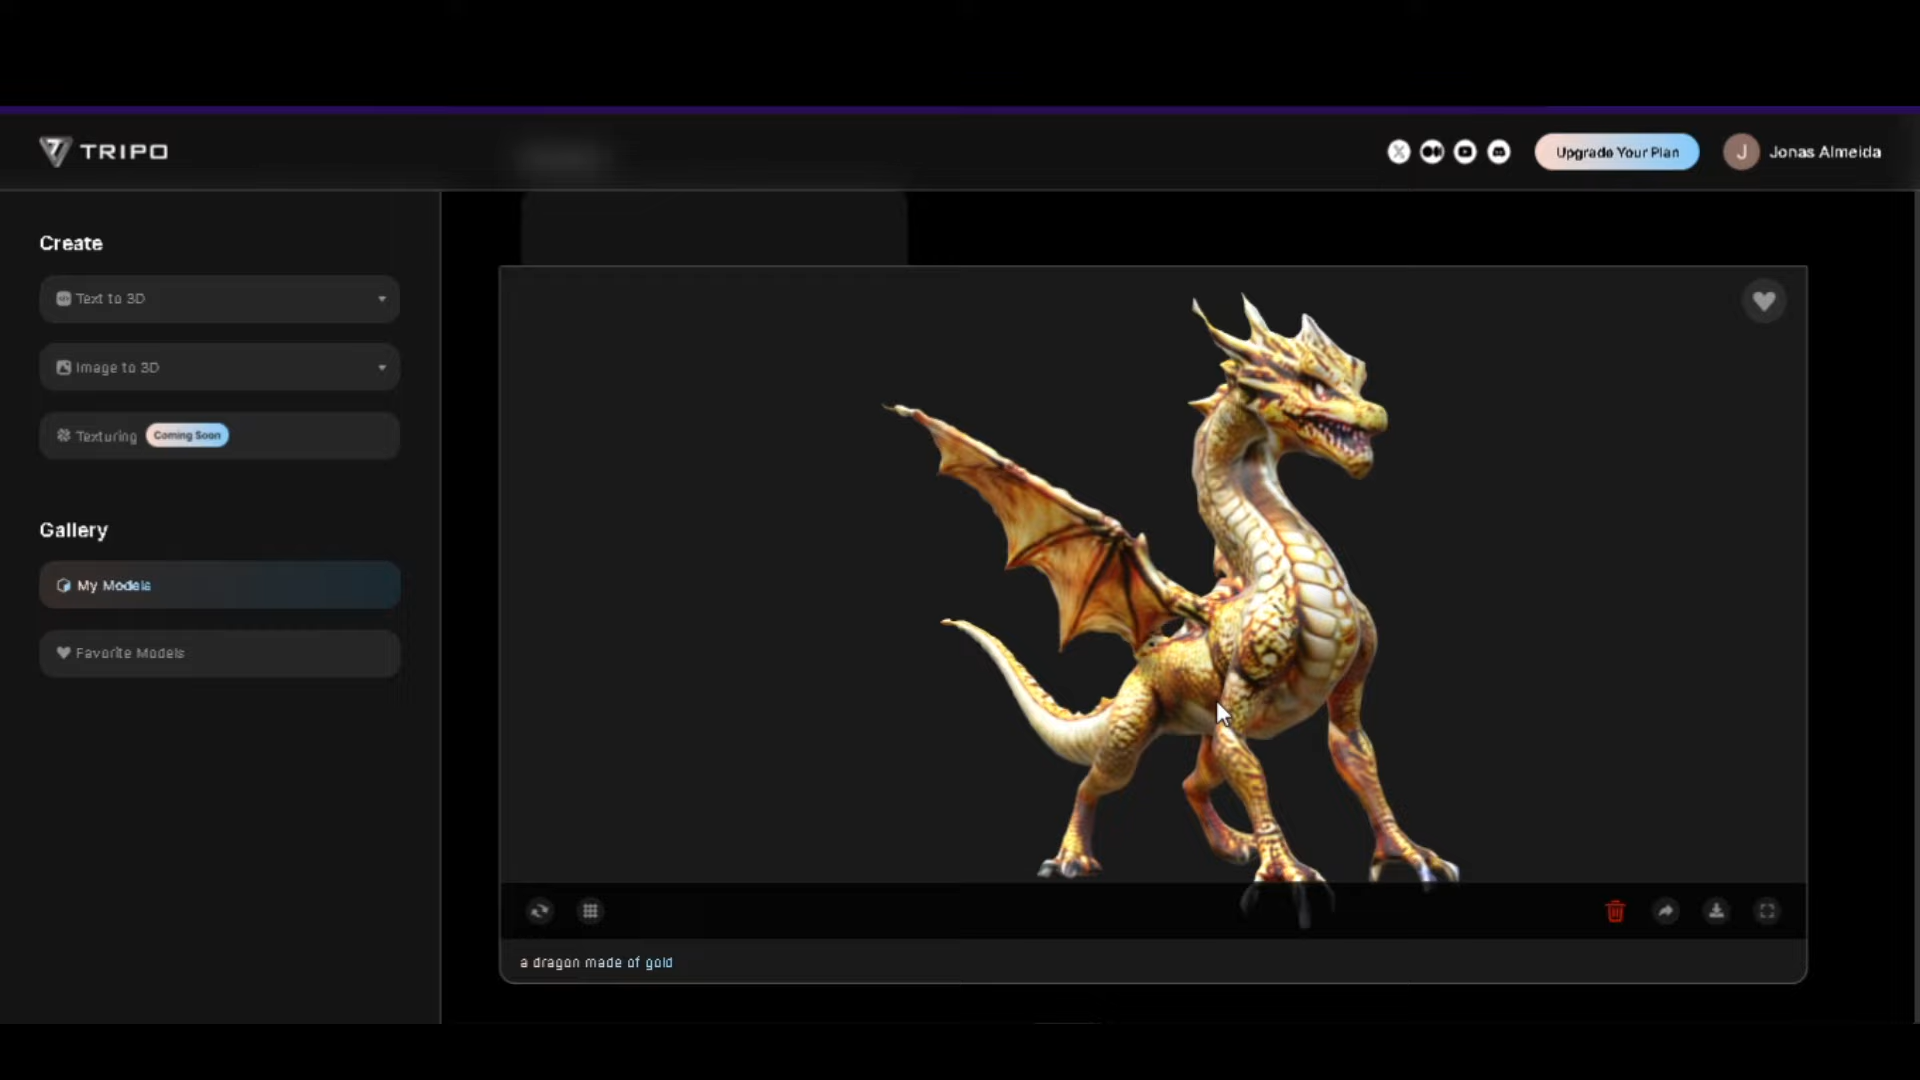 TRIPO
Upgrade Your Plan
J
Jonas Almeida
Create
Text to 3D
Image to 3D
Texturing
Coming Soon
Gallery
My Models
Favorite Models
a dragon made of gold